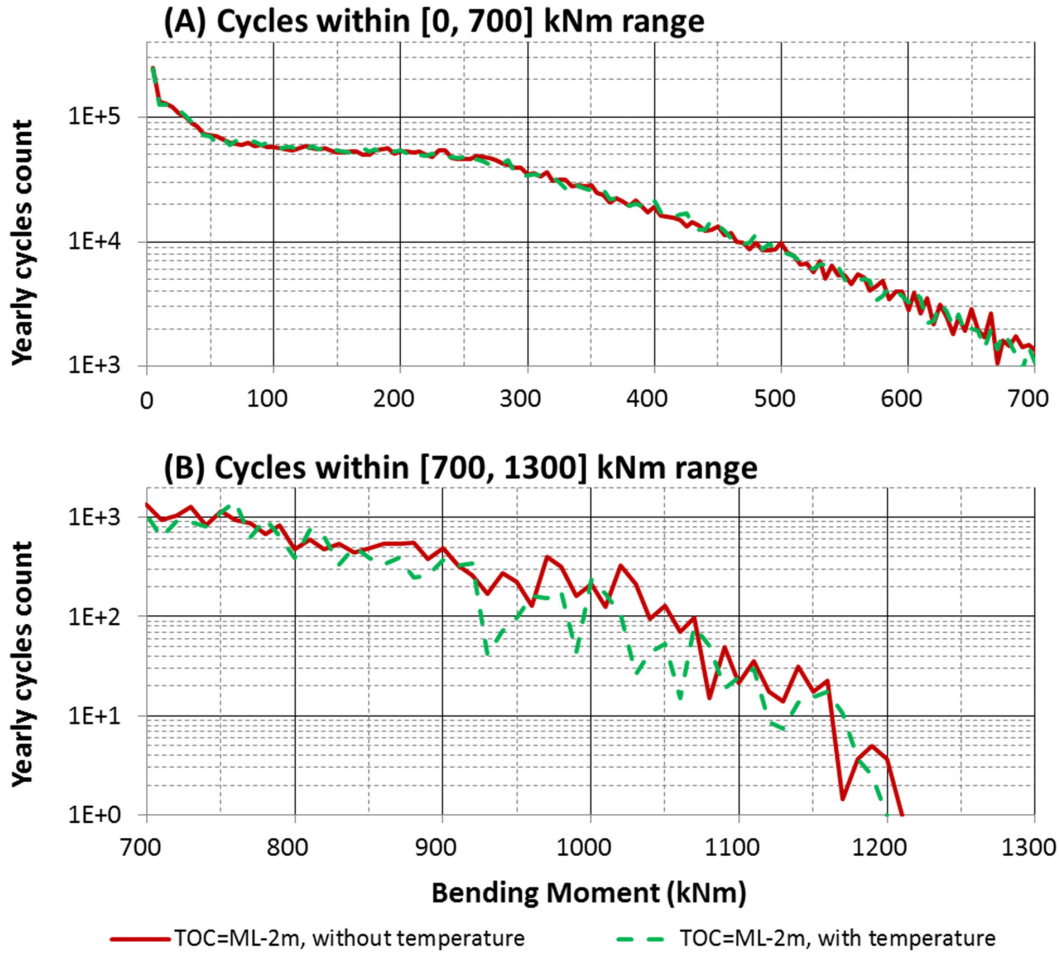 (A) Cycles within [0, 700] kNm range
Yearly cycles count
1E+5
1E+4
1E+3
0 100 200 300 400 500 600 700
(B) Cycles within [700, 1300] kNm range
Yearly cycles count
1E+3
1E+2
1E+1
1E+0
700 800 900 1000 1100 1200 1300
Bending Moment (kNm)
TOC=ML-2m, without temperature TOC=ML-2m, with temperature